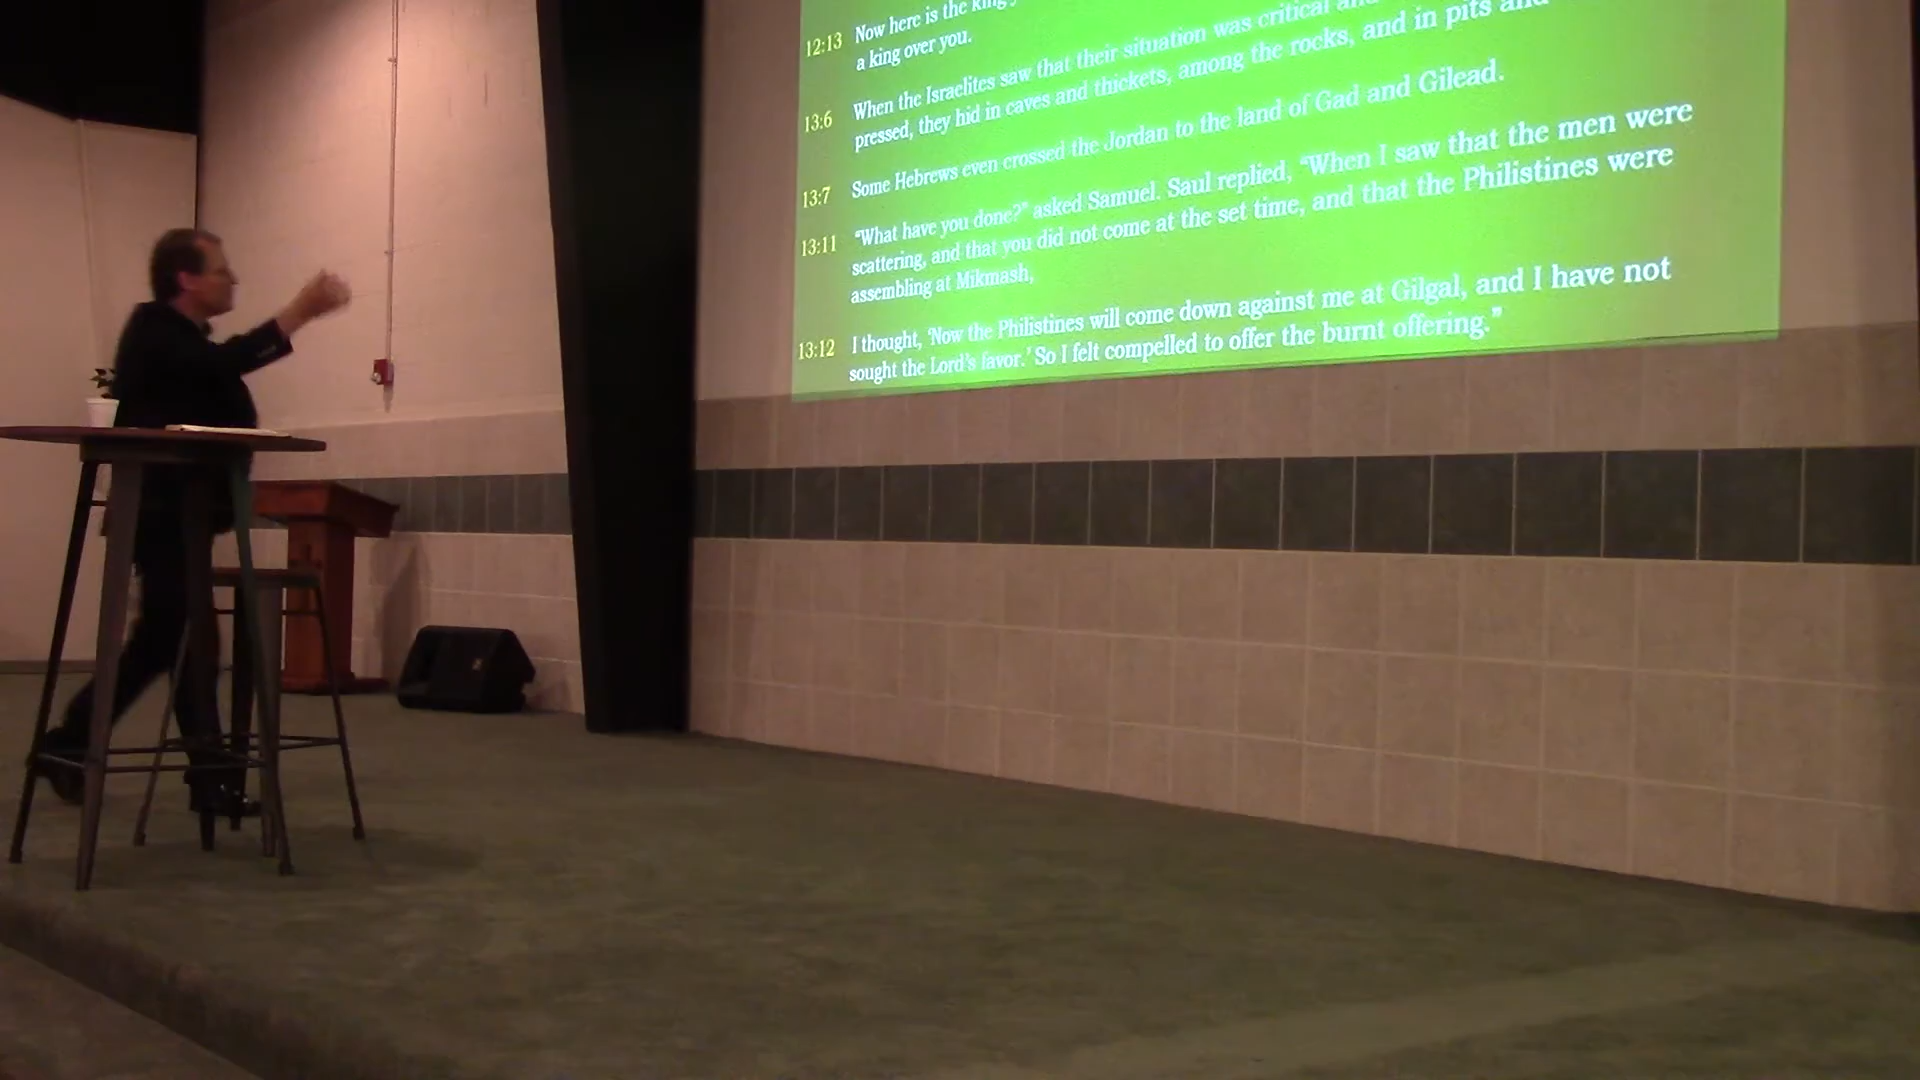 12:13 Now here is the king
a king over you.
13:6 When the Israelites saw that their situation was critical and
pressed, they hid in caves and thickets, among the rocks, and in pits and
13:7 Some Hebrews even crossed the Jordan to the land of Gad and Gilead.
13:11 “What have you done?” asked Samuel. Saul replied, “When I saw that the men were
scattering, and that you did not come at the set time, and that the Philistines were
assembling at Mikmash,
13:12 I thought, ‘Now the Philistines will come down against me at Gilgal, and I have not
sought the Lord’s favor.’ So I felt compelled to offer the burnt offering.”